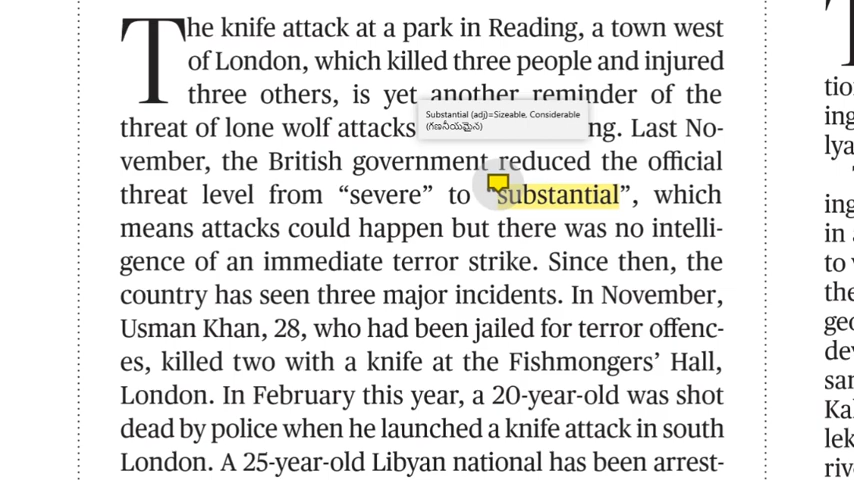 The knife attack at a park in Reading, a town west
of London, which killed three people and injured
three others, is yet another reminder of the
threat of lone wolf attacks
Substantial (adj)=Sizeable, Considerable
(గణనీయమైన)
ng. Last No-
vember, the British government reduced the official
threat level from “severe” to “substantial”, which
means attacks could happen but there was no intelli-
gence of an immediate terror strike. Since then, the
country has seen three major incidents. In November,
Usman Khan, 28, who had been jailed for terror offenc-
es, killed two with a knife at the Fishmongers’ Hall,
London. In February this year, a 20-year-old was shot
dead by police when he launched a knife attack in south
London. A 25-year-old Libyan national has been arrest-
tio
ing
lya
ing
in a
to v
the
geo
dev
san
Ka
lek
riv